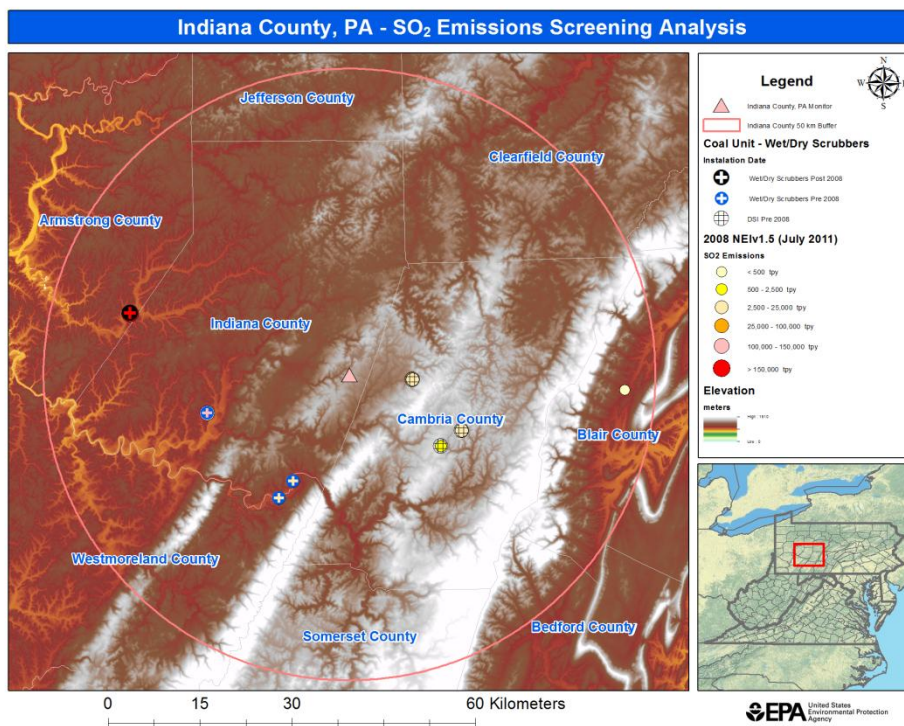 Indiana County, PA - SO₂ Emissions Screening Analysis
Jefferson County
Clearfield County
Armstrong County
Indiana County
Cambria County
Blair County
Westmoreland County
Somerset County
Bedford County
0 15 30 60 Kilometers
Legend
N
W
S
Indiana County, PA Monitor
Indiana County 50 km Buffer
Coal Unit - Wet/Dry Scrubbers
Instalation Date
Wet/Dry Scrubbers Post 2008
Wet/Dry Scrubbers Pre 2008
DSI Pre 2008
2008 NEIv1.5 (July 2011)
SO2 Emissions
< 500 tpy
500 - 2,500 tpy
2,500 - 25,000 tpy
25,000 - 100,000 tpy
100,000 - 150,000 tpy
> 150,000 tpy
Elevation
meters
EPA
United States
Environmental Protection
Agency